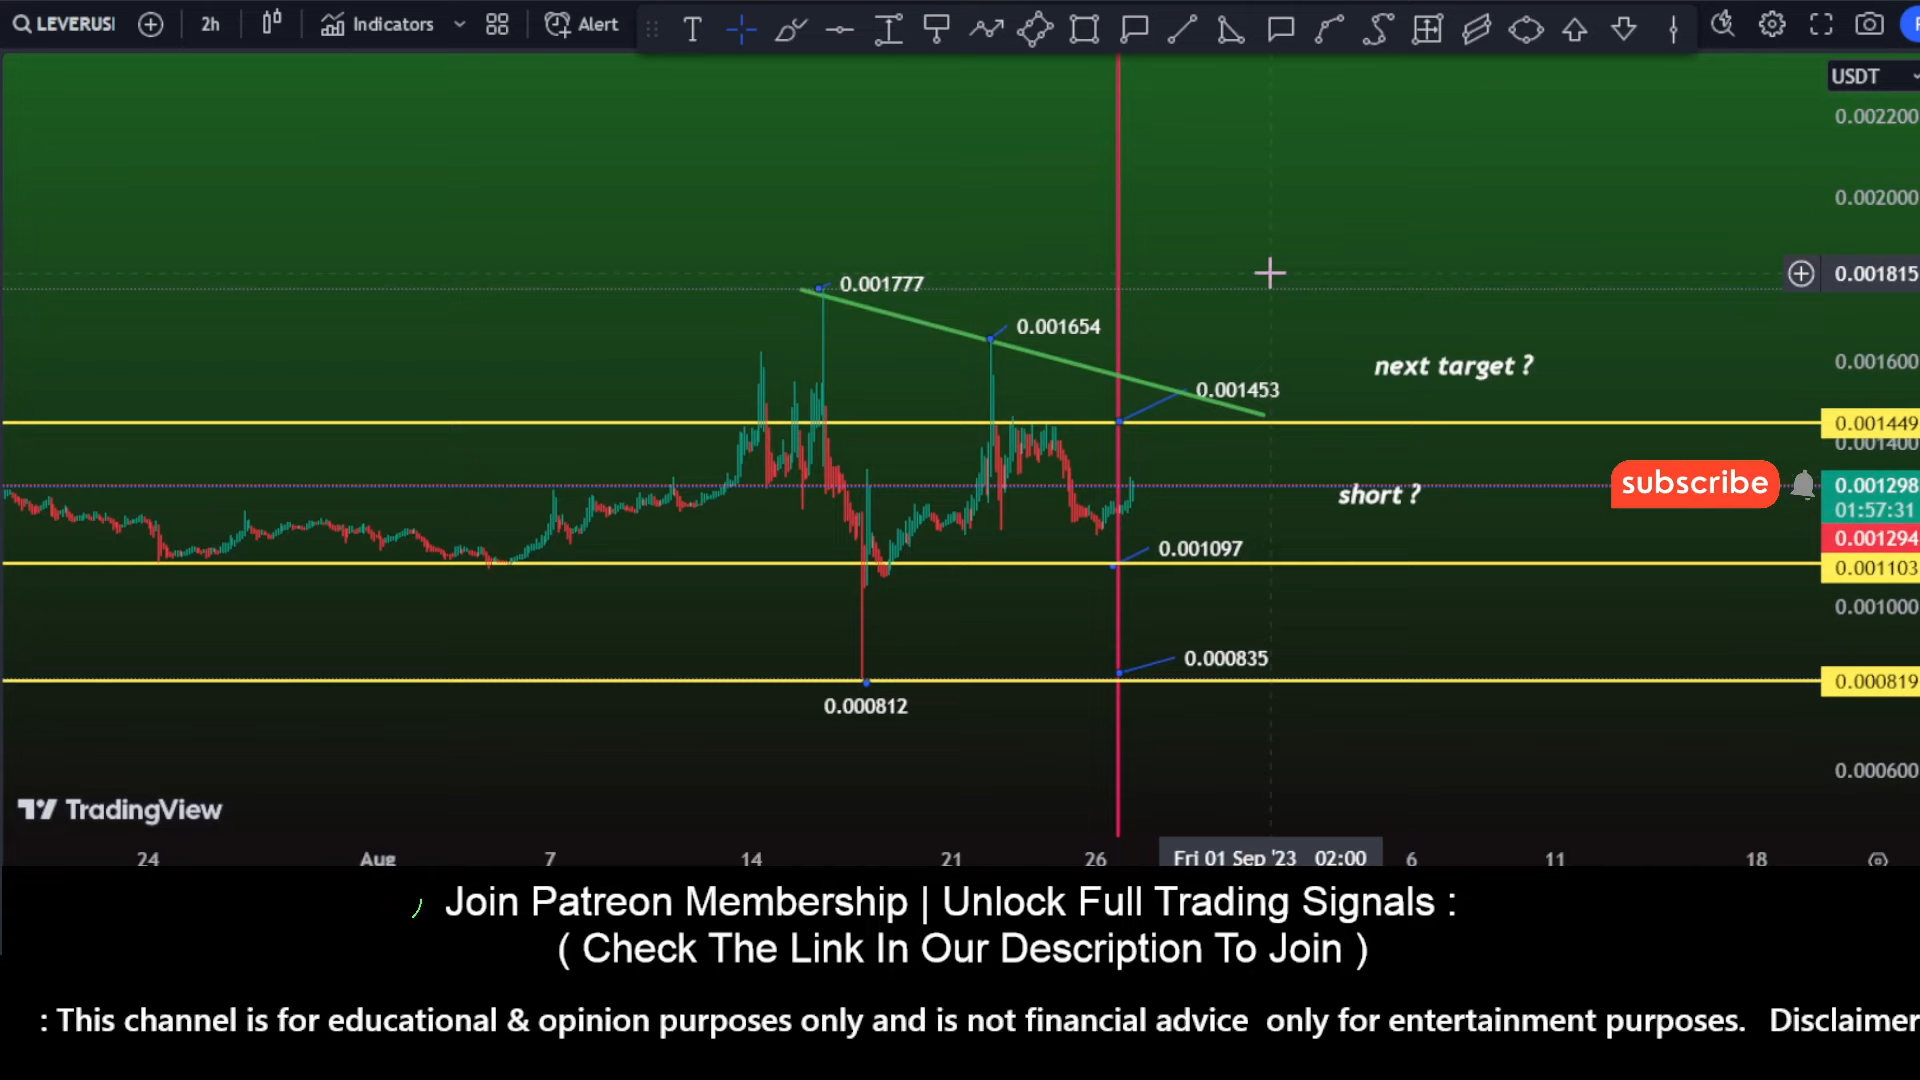 LEVERUSI 2h Indicators Alert
USDT
0.002200
0.002000
0.001815
0.001777
0.001654
0.001600
next target ?
0.001453
0.001449
0.001400
subscribe
0.001298
short ?
01:57:31
0.001294
0.001097
0.001103
0.001000
0.000835
0.000819
0.000812
0.000600
TradingView
24 Aug 7 14 21 26 Fri 01 Sep '23 02:00 6 11 18
Join Patreon Membership | Unlock Full Trading Signals :
( Check The Link In Our Description To Join )
: This channel is for educational & opinion purposes only and is not financial advice only for entertainment purposes. Disclaimer